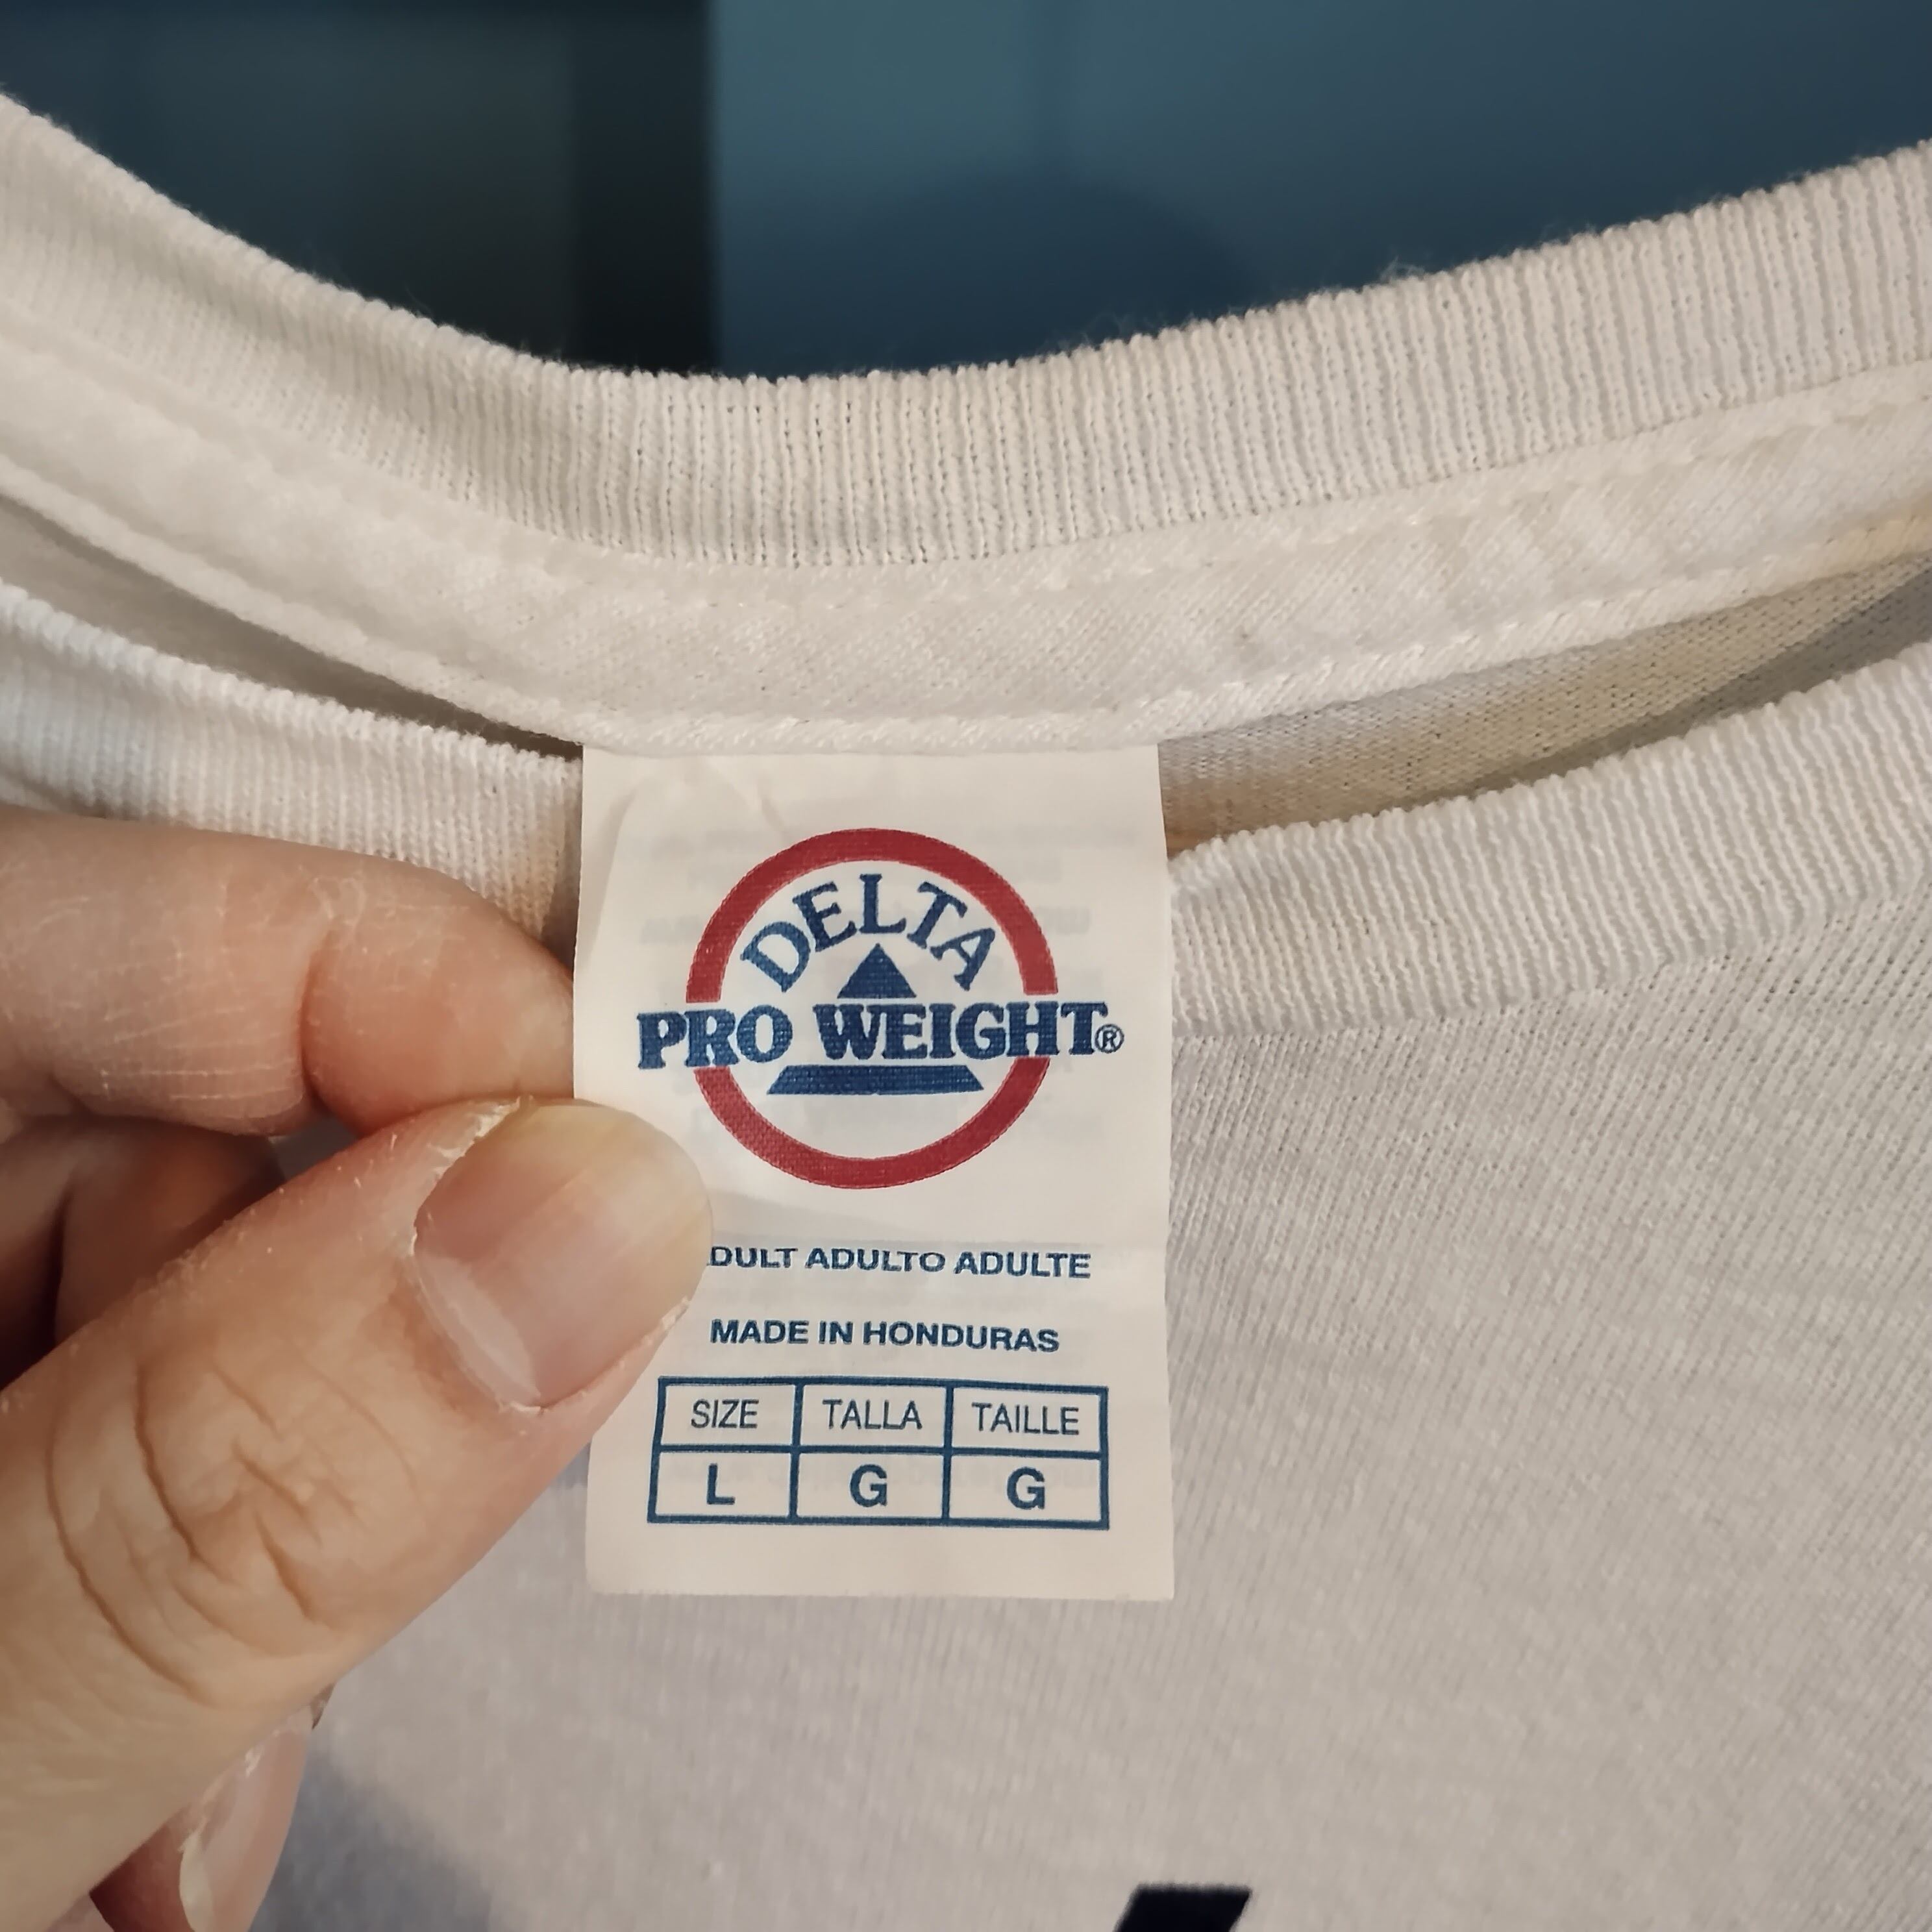 DELTA
PRO WEIGHT®
DULT ADULTO ADULTE
MADE IN HONDURAS
SIZE TALLA TAILLE
L G G